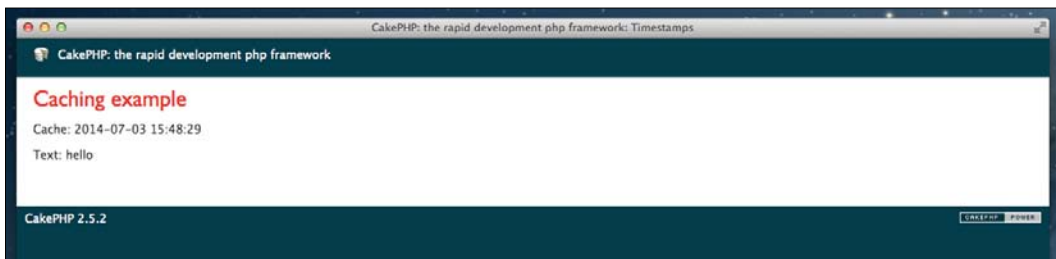 CakePHP: the rapid development php framework: Timestamps
CakePHP: the rapid development php framework
Caching example
Cache: 2014-07-03 15:48:29
Text: hello
CakePHP 2.5.2
CAKEPHP POWER